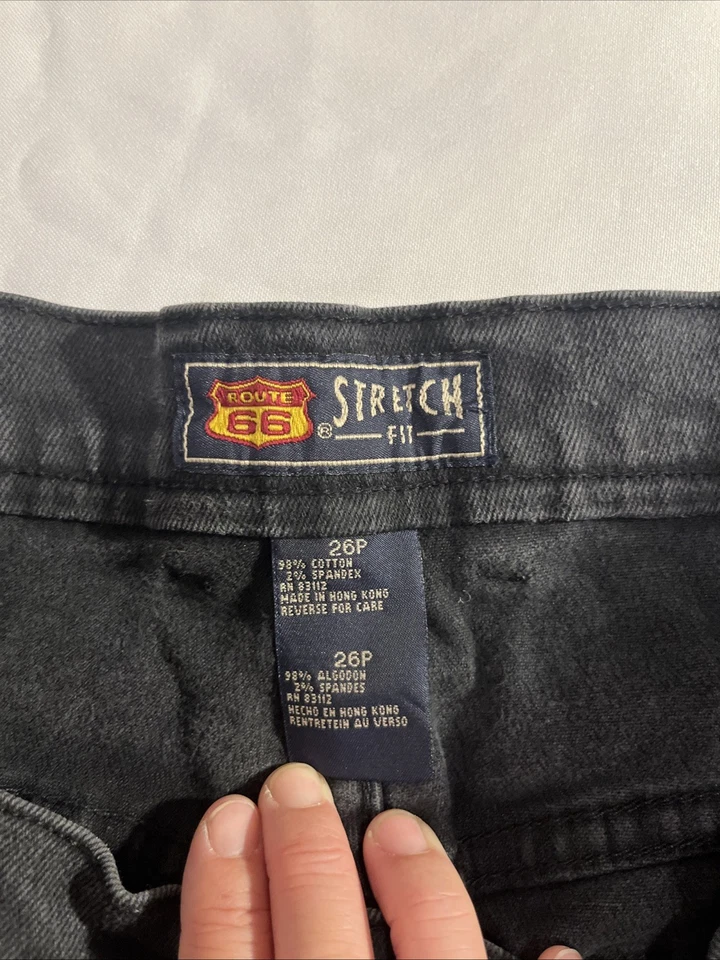 ROUTE
66
®
STRETCH
FIT
26P
98% COTTON
2% SPANDEX
RN 83112
MADE IN HONG KONG
REVERSE FOR CARE
26P
98% ALGODON
2% SPANDES
RN 83112
HECHO EN HONG KONG
RENTRETEIN AU VERSO